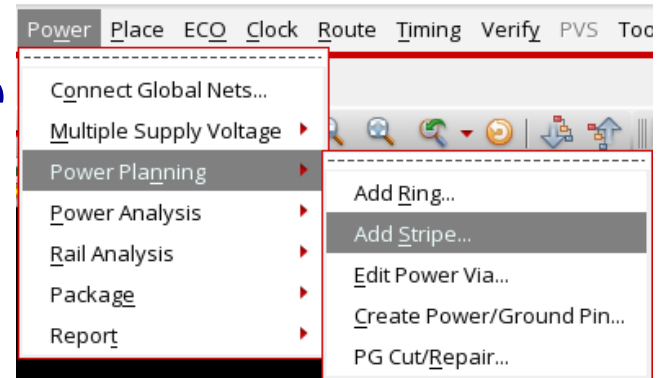 Power Place ECO Clock Route Timing Verify PVS
Connect Global Nets...
Multiple Supply Voltage
Power Planning
Power Analysis
Rail Analysis
Package
Report
Add Ring...
Add Stripe...
Edit Power Via...
Create Power/Ground Pin...
PG Cut/Repair...